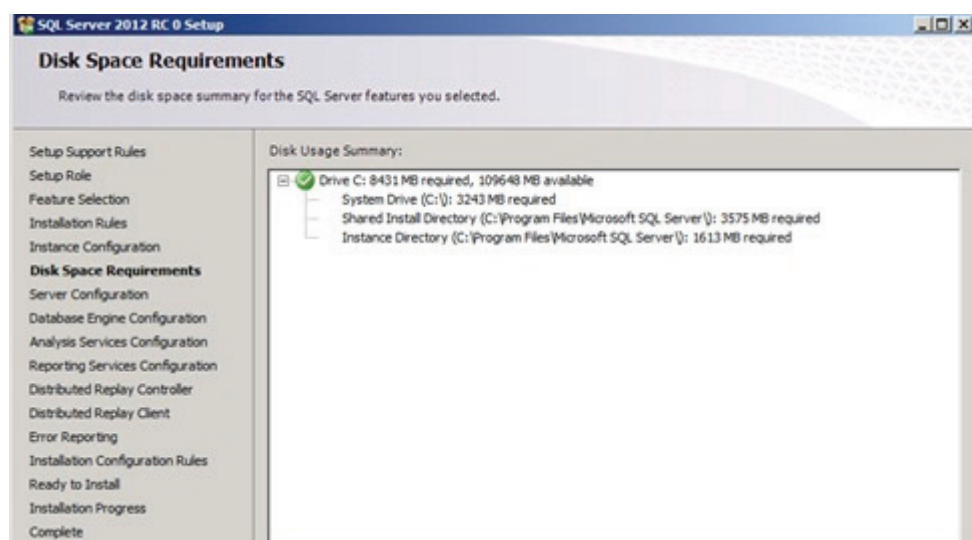 SQL Server 2012 RC 0 Setup
Disk Space Requirements
Review the disk space summary for the SQL Server features you selected.
Setup Support Rules
Setup Role
Feature Selection
Installation Rules
Instance Configuration
Disk Space Requirements
Server Configuration
Database Engine Configuration
Analysis Services Configuration
Reporting Services Configuration
Distributed Replay Controller
Distributed Replay Client
Error Reporting
Installation Configuration Rules
Ready to Install
Installation Progress
Complete
Disk Usage Summary:
Drive C: 8431 MB required, 109648 MB available
System Drive (C:\): 3243 MB required
Shared Install Directory (C:\Program Files\Microsoft SQL Server\): 3575 MB required
Instance Directory (C:\Program Files\Microsoft SQL Server\): 1613 MB required